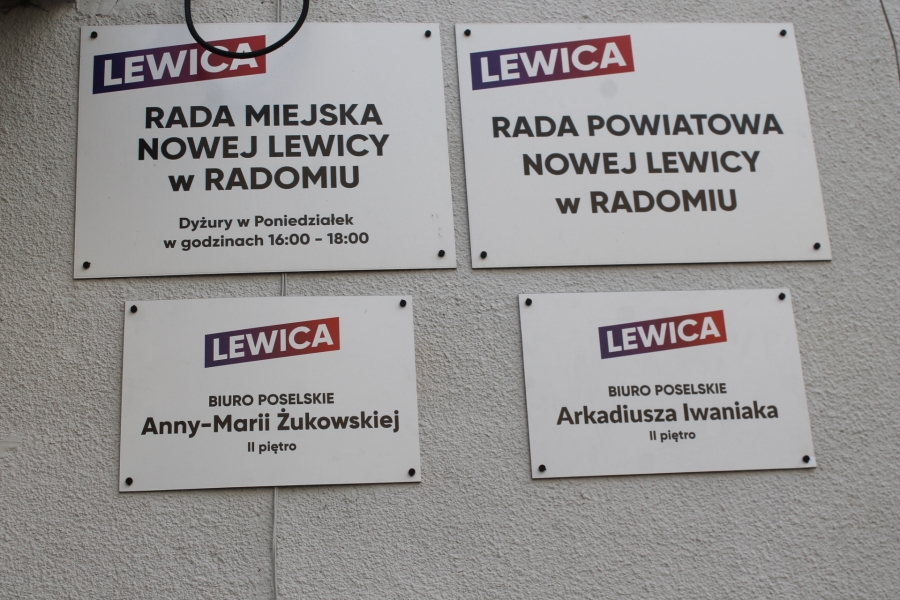 LEWICA
RADA MIEJSKA
NOWEJ LEWICY
w RADOMIU
Dyżury w Poniedziałek
w godzinach 16:00 - 18:00
LEWICA
RADA POWIATOWA
NOWEJ LEWICY
w RADOMIU
LEWICA
BIURO POSELSKIE
Anny-Marii Żukowskiej
II piętro
LEWICA
BIURO POSELSKIE
Arkadiusza Iwaniaka
II piętro